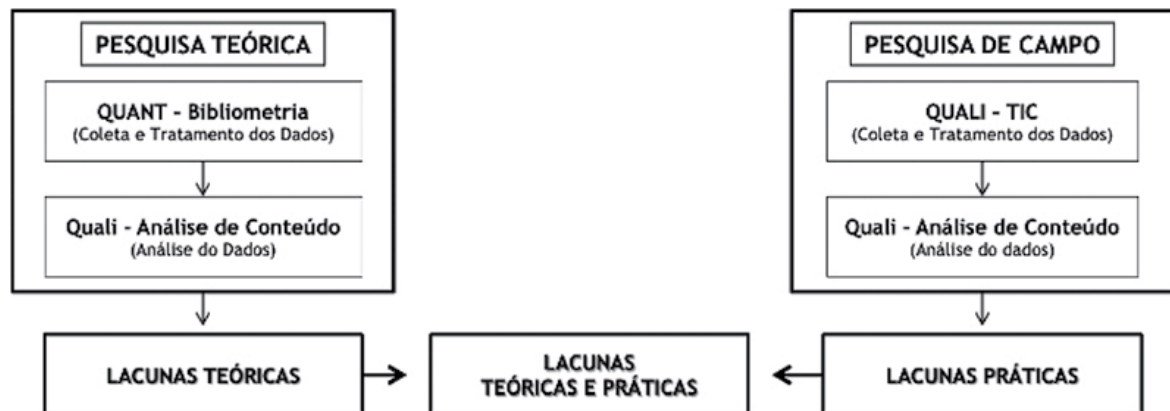 PESQUISA TEÓRICA
QUANT - Bibliometria
(Coleta e Tratamento dos Dados)
Quali - Análise de Conteúdo
(Análise do Dados)
LACUNAS TEÓRICAS
LACUNAS
TEÓRICAS E PRÁTICAS
PESQUISA DE CAMPO
QUALI - TIC
(Coleta e Tratamento dos Dados)
Quali - Análise de Conteúdo
(Análise do dados)
LACUNAS PRÁTICAS